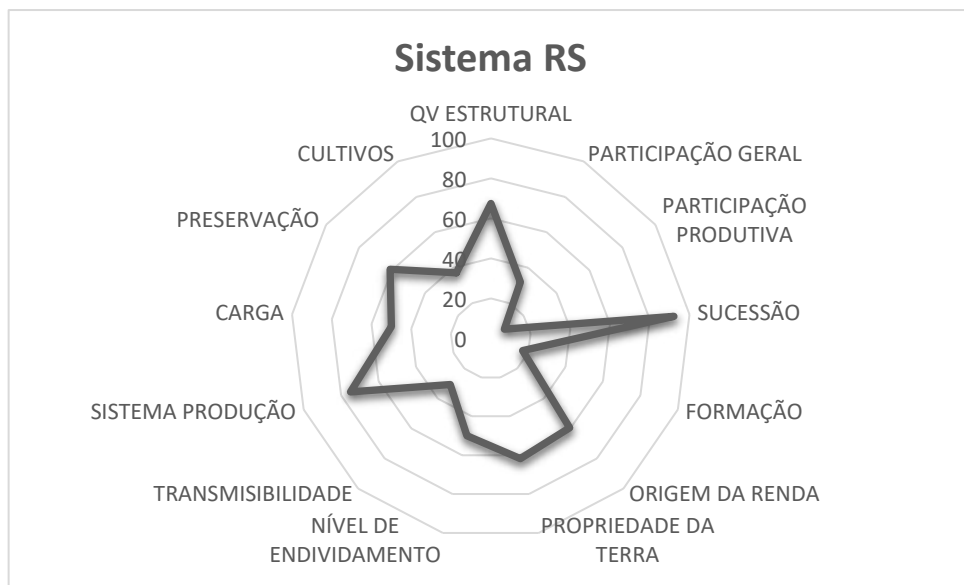 Sistema RS
QV ESTRUTURAL
100
CULTIVOS
PARTICIPAÇÃO GERAL
80
PRESERVAÇÃO
PARTICIPAÇÃO
PRODUTIVA
60
40
CARGA
20
SUCESSÃO
0
SISTEMA PRODUÇÃO
FORMAÇÃO
TRANSMISIBILIDADE
ORIGEM DA RENDA
NÍVEL DE
ENDIVIDAMENTO
PROPRIEDADE DA
TERRA